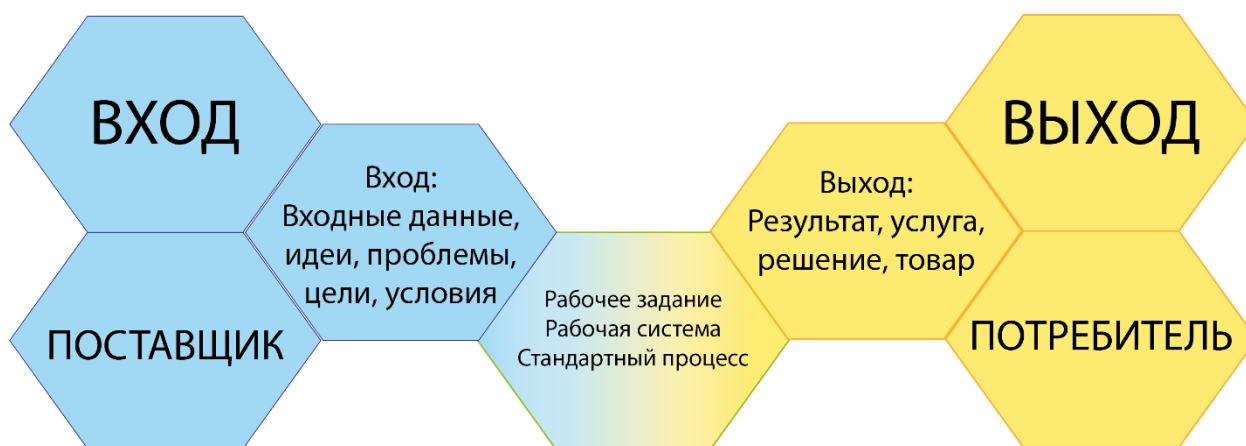 ВХОД
ПОСТАВЩИК
Вход:
Входные данные,
идеи, проблемы,
цели, условия
Рабочее задание
Рабочая система
Стандартный процесс
Выход:
Результат, услуга,
решение, товар
ВЫХОД
ПОТРЕБИТЕЛЬ